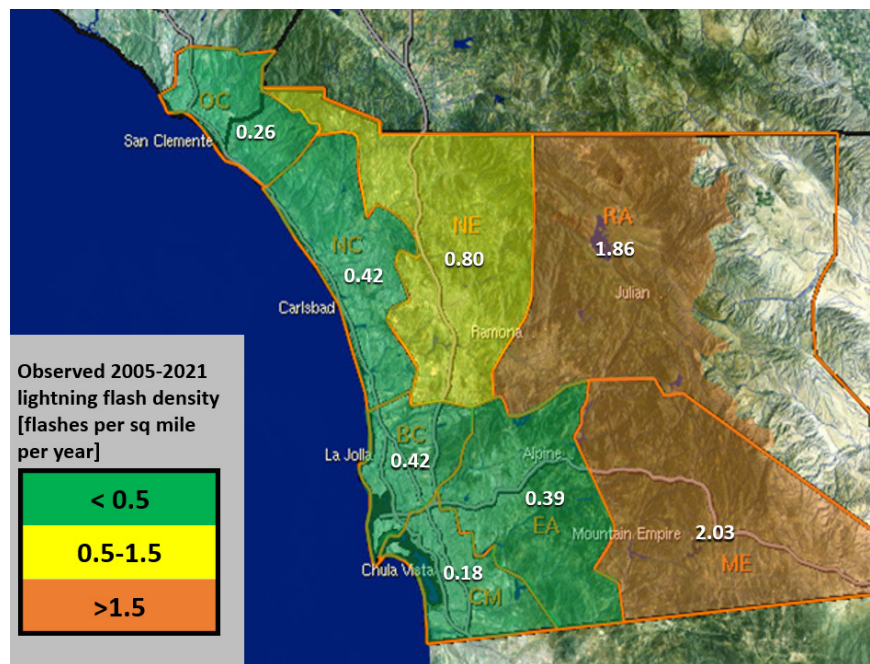 OC
0.26
San Clemente
NE
RA
NC
0.80
1.86
0.42
Julian
Carlsbad
Ramona
Observed 2005-2021
lightning flash density
[flashes per sq mile
per year]
< 0.5
0.5-1.5
>1.5
BC
La Jolla
0.42
Alpine
0.39
EA
Mountain Empire
2.03
Chula Vista
0.18
ME
CM